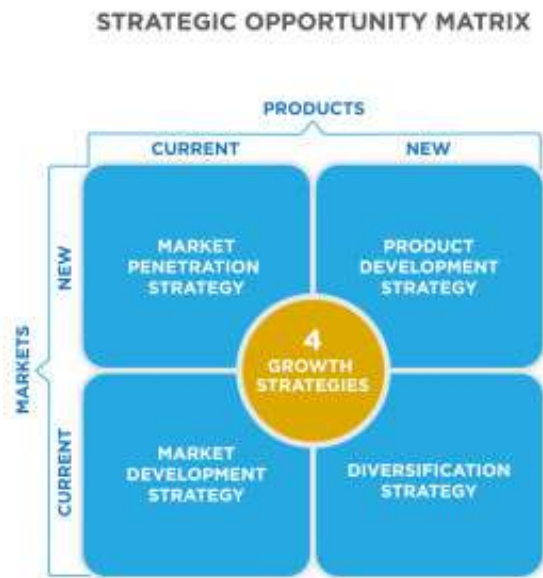 STRATEGIC OPPORTUNITY MATRIX
PRODUCTS
CURRENT
NEW
MARKETS
NEW
MARKET
PENETRATION
STRATEGY
PRODUCT
DEVELOPMENT
STRATEGY
4
GROWTH
STRATEGIES
CURRENT
MARKET
DEVELOPMENT
STRATEGY
DIVERSIFICATION
STRATEGY